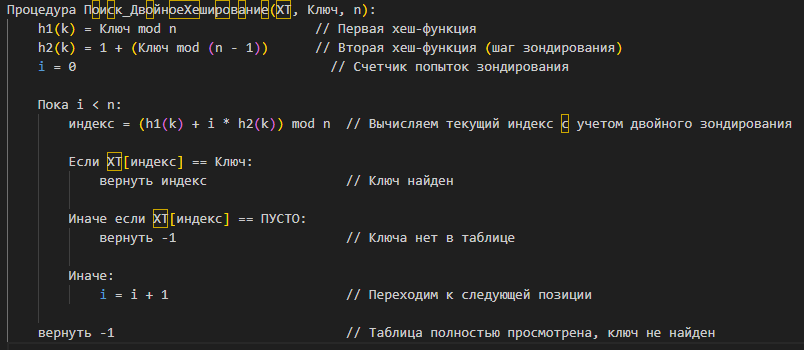 Процедура Поиск_ДвойноеХеширование(ХТ, Ключ, n):
h1(k) = Ключ mod n // Первая хеш-функция
h2(k) = 1 + (Ключ mod (n - 1)) // Вторая хеш-функция (шаг зондирования)
i = 0 // Счетчик попыток зондирования
Пока i < n:
индекс = (h1(k) + i * h2(k)) mod n // Вычисляем текущий индекс с учетом двойного зондирования
Если ХТ[индекс] == Ключ:
вернуть индекс // Ключ найден
Иначе если ХТ[индекс] == ПУСТО:
вернуть -1 // Ключа нет в таблице
Иначе:
i = i + 1 // Переходим к следующей позиции
вернуть -1 // Таблица полностью просмотрена, ключ не найден